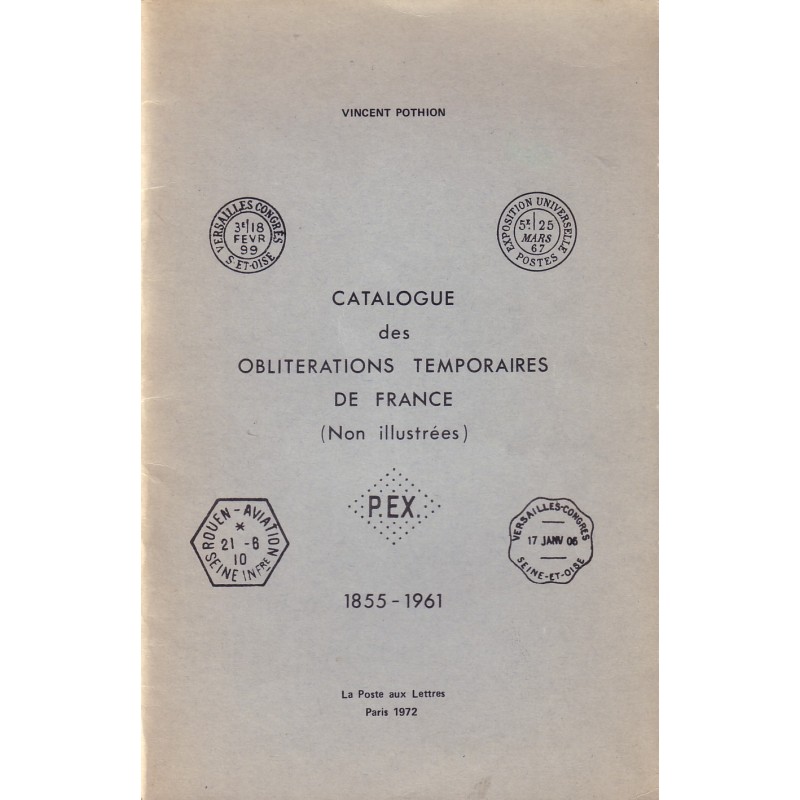 VINCENT POTHION
VERSAILLES CONGRÈS
3E/18
FEVR
99
S.ET-OISE
EXPOSITION UNIVERSELLE
5E/25
MARS
67
POSTES
CATALOGUE
des
OBLITERATIONS TEMPORAIRES
DE FRANCE
(Non illustrées)
P.EX.
ROUEN-AVIATION
*
21 -6
10
SEINE INFRE
VERSAILLES-CONGRES
17 JANV 06
SEINE-ET-OISE
1855-1961
La Poste aux Lettres
Paris 1972